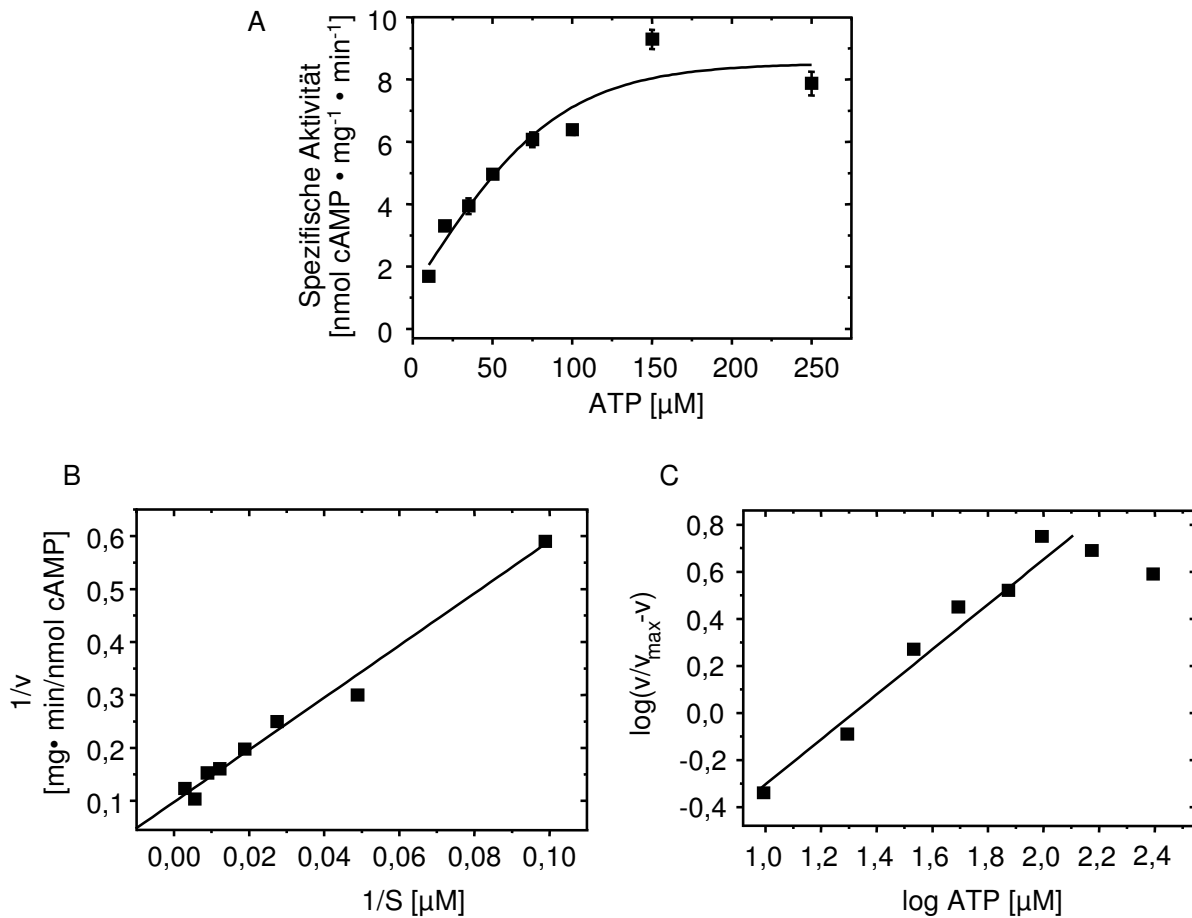 A
Spezifische Aktivität
[nmol cAMP • mg⁻¹ • min⁻¹]
10
8
6
4
2
0
0 50 100 150 200 250
ATP [µM]
B
1/v
[mg• min/nmol cAMP]
0,6
0,5
0,4
0,3
0,2
0,1
0,00 0,02 0,04 0,06 0,08 0,10
1/S [µM]
C
log(v/vmax-v)
0,8
0,6
0,4
0,2
0,0
-0,2
-0,4
1,0 1,2 1,4 1,6 1,8 2,0 2,2 2,4
log ATP [µM]